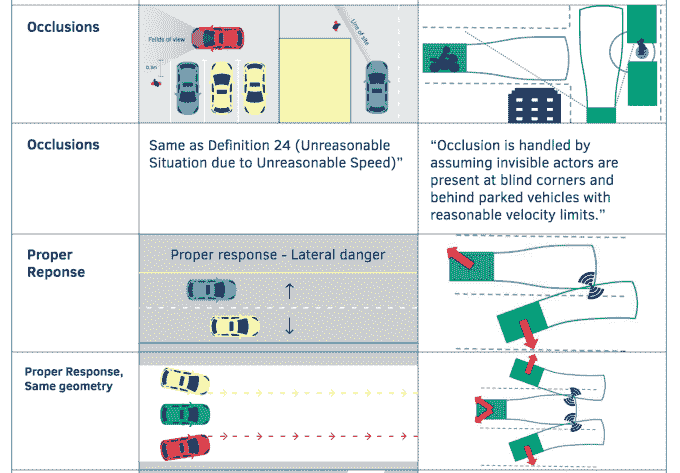 Occlusions
Feilds of view
0.5m
Line of site
Occlusions
Same as Definition 24 (Unreasonable
Situation due to Unreasonable Speed)”
“Occlusion is handled by
assuming invisible actors are
present at blind corners and
behind parked vehicles with
reasonable velocity limits.”
Proper
Reponse
Proper response - Lateral danger
Proper Response,
Same geometry